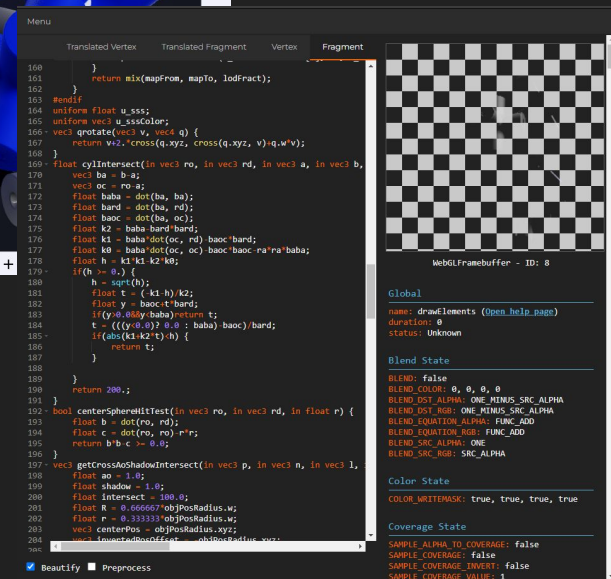 Menu
Translated Vertex Translated Fragment Vertex Fragment
160 }
161 return mix(mapFrom, mapTo, lodFract);
162 }
163 #endif
164 uniform float u_sss;
165 uniform vec3 u_sssColor;
166 vec3 qrotate(vec3 v, vec4 q) {
167 return v+2.*cross(q.xyz, cross(q.xyz, v)+q.w*v);
168 }
169 float cylIntersect(in vec3 ro, in vec3 rd, in vec3 a, in vec3 b,
170 vec3 ba = b-a;
171 vec3 oc = ro-a;
172 float baba = dot(ba, ba);
173 float bard = dot(ba, rd);
174 float baoc = dot(ba, oc);
175 float k2 = baba-bard*bard;
176 float k1 = baba*dot(oc, rd)-baoc*bard;
177 float k0 = baba*dot(oc, oc)-baoc*baoc-ra*ra*baba;
178 float h = k1*k1-k2*k0;
179 if(h >= 0.) {
180 h = sqrt(h);
181 float t = (-k1-h)/k2;
182 float y = baoc+t*bard;
183 if(y>0.0&&y<baba)return t;
184 t = (((y<0.0)? 0.0 : baba)-baoc)/bard;
185 if(abs(k1+k2*t)<h) {
186 return t;
187 }
188
189 }
190 return 200.;
191 }
192 bool centerSphereHitTest(in vec3 ro, in vec3 rd, in float r) {
193 float b = dot(ro, rd);
194 float c = dot(ro, ro)-r*r;
195 return b*b-c >= 0.0;
196 }
197 vec3 getCrossAoShadowIntersect(in vec3 p, in vec3 n, in vec3 l,
198 float ao = 1.0;
199 float shadow = 1.0;
200 float intersect = 100.0;
201 float R = 0.666667*objPosRadius.w;
202 float r = 0.333333*objPosRadius.w;
203 vec3 centerPos = objPosRadius.xyz;
204 vec3 invertedPosOffset = -objPosRadius.xyz;
205
Beautify Preprocess
WebGLFramebuffer - ID: 8
Global
name: drawElements (Open help page)
duration: 0
status: Unknown
Blend State
BLEND: false
BLEND_COLOR: 0, 0, 0, 0
BLEND_DST_ALPHA: ONE_MINUS_SRC_ALPHA
BLEND_DST_RGB: ONE_MINUS_SRC_ALPHA
BLEND_EQUATION_ALPHA: FUNC_ADD
BLEND_EQUATION_RGB: FUNC_ADD
BLEND_SRC_ALPHA: ONE
BLEND_SRC_RGB: SRC_ALPHA
Color State
COLOR_WRITEMASK: true, true, true, true
Coverage State
SAMPLE_ALPHA_TO_COVERAGE: false
SAMPLE_COVERAGE: false
SAMPLE_COVERAGE_INVERT: false
SAMPLE_COVERAGE_VALUE: 1